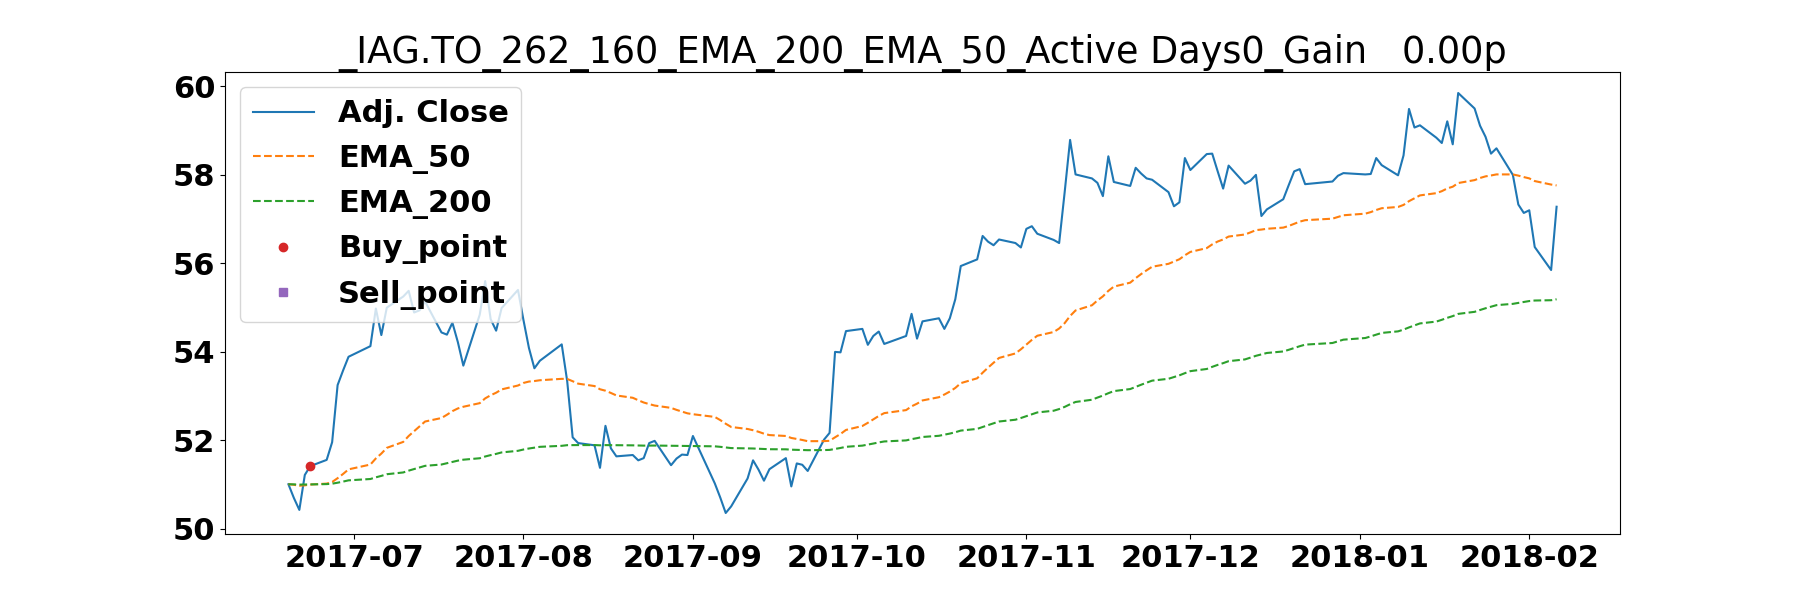 _IAG.TO_262_160_EMA_200_EMA_50_Active Days0_Gain   0.00p
60
58
56
54
52
50
Adj. Close
EMA_50
EMA_200
Buy_point
Sell_point
2017-07 2017-08 2017-09 2017-10 2017-11 2017-12 2018-01 2018-02